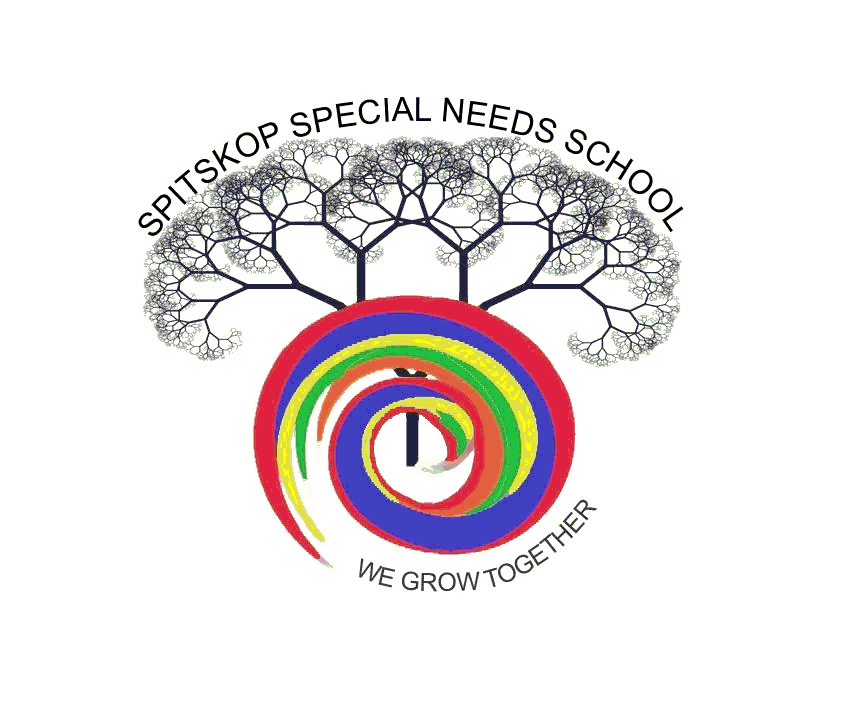 SPITSKOP SPECIAL NEEDS SCHOOL
WE GROW TOGETHER